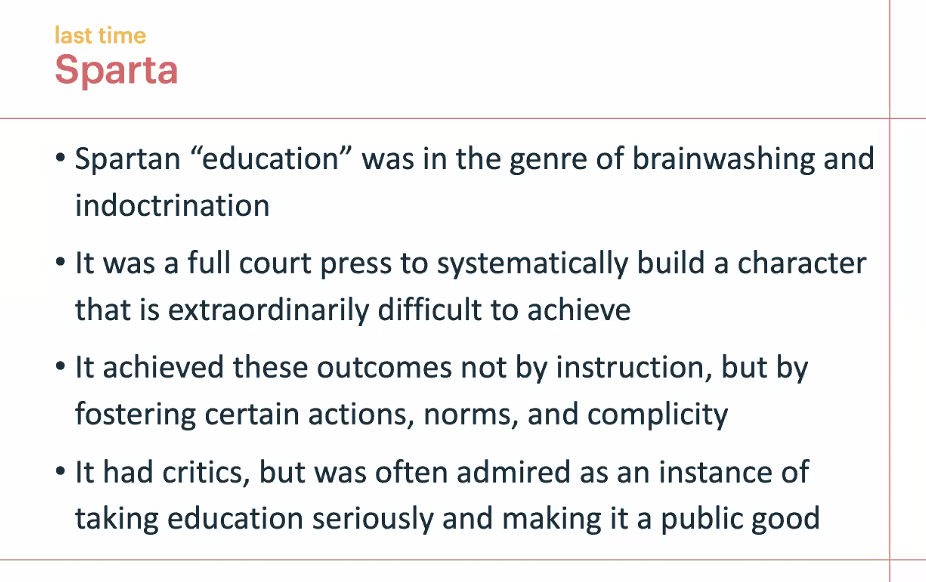 last time
Sparta
• Spartan “education” was in the genre of brainwashing and
indoctrination
• It was a full court press to systematically build a character
that is extraordinarily difficult to achieve
• It achieved these outcomes not by instruction, but by
fostering certain actions, norms, and complicity
• It had critics, but was often admired as an instance of
taking education seriously and making it a public good